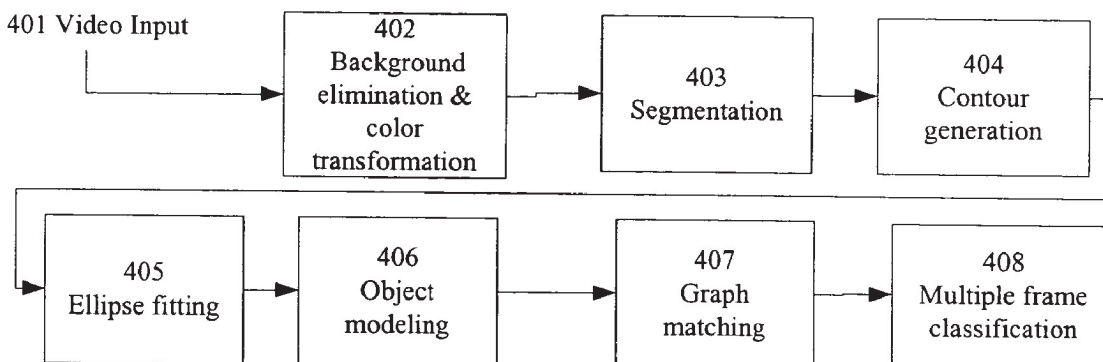 401 Video Input
402
Background
elimination &
color
transformation
403
Segmentation
404
Contour
generation
405
Ellipse fitting
406
Object
modeling
407
Graph
matching
408
Multiple frame
classification